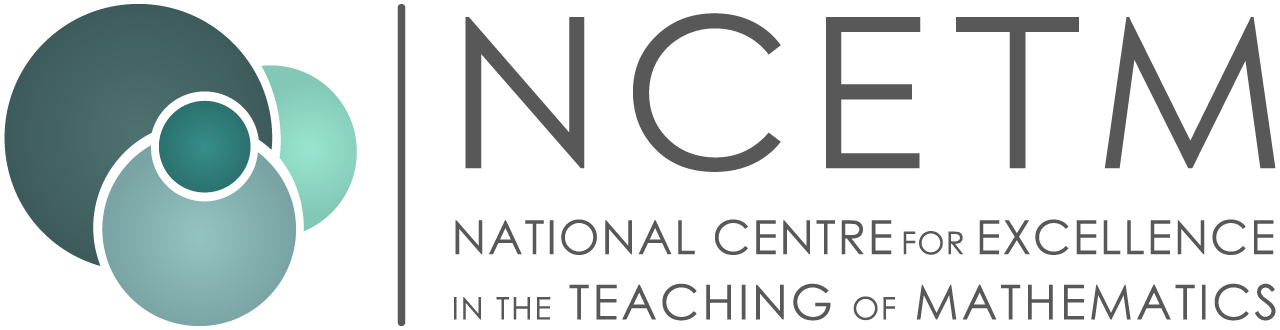 NCETM
NATIONAL CENTRE FOR EXCELLENCE
IN THE TEACHING OF MATHEMATICS